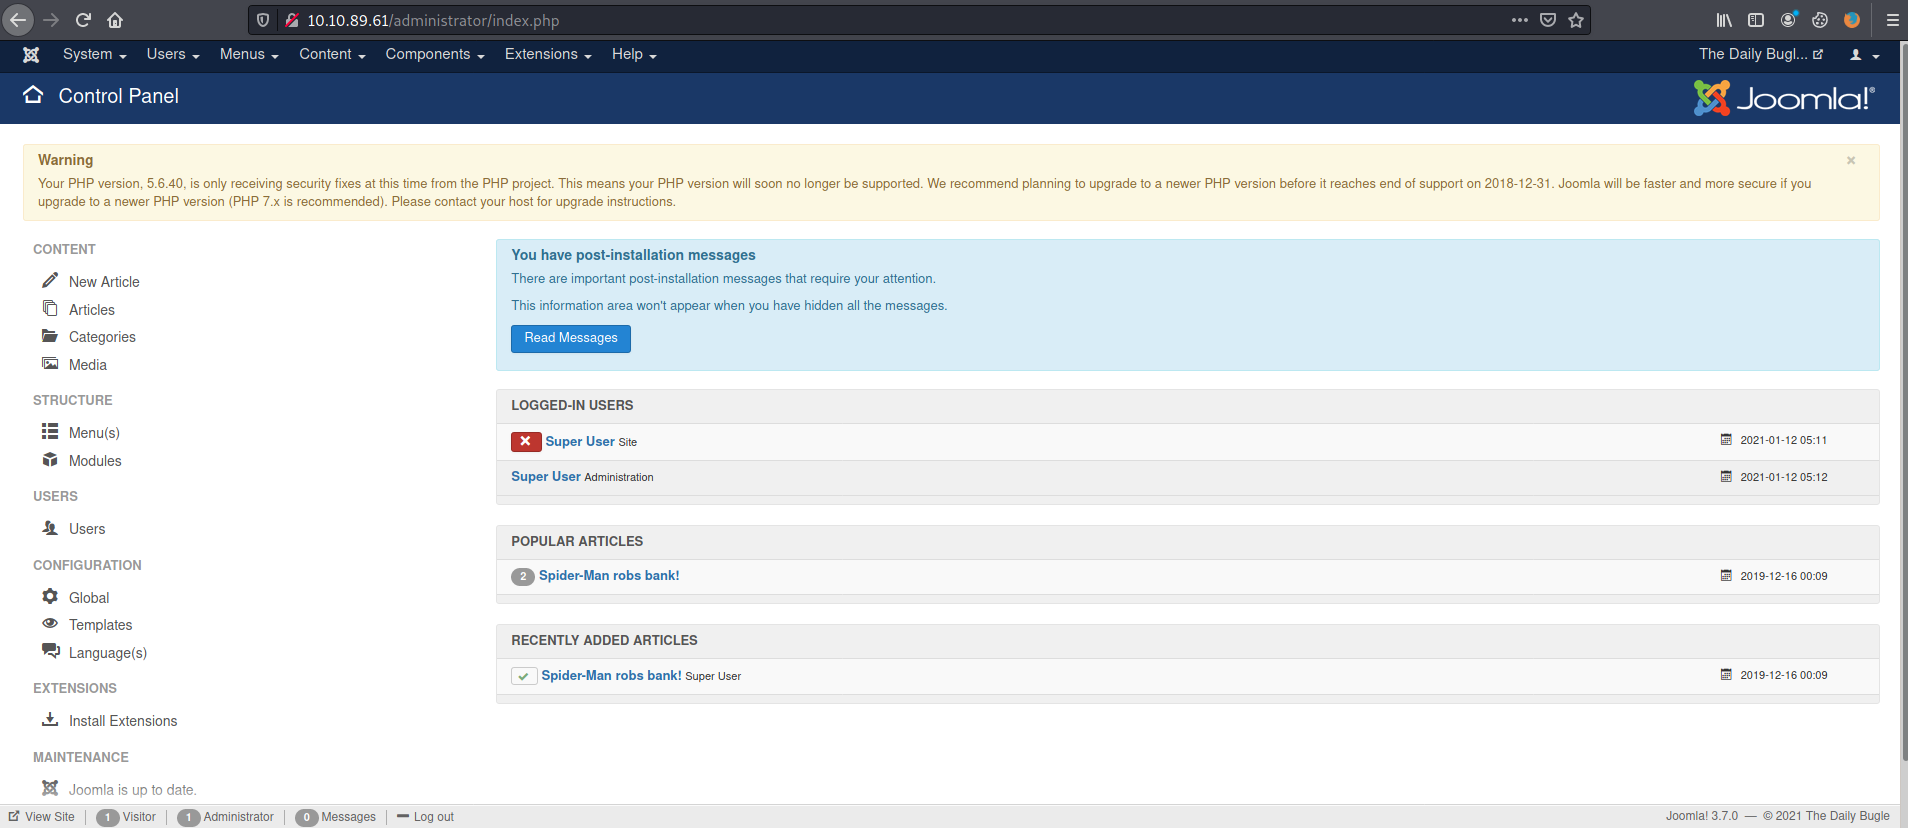 10.10.89.61/administrator/index.php
System Users Menus Content Components Extensions Help The Daily Bugl...
Control Panel Joomla!®
Warning ×
Your PHP version, 5.6.40, is only receiving security fixes at this time from the PHP project. This means your PHP version will soon no longer be supported. We recommend planning to upgrade to a newer PHP version before it reaches end of support on 2018-12-31. Joomla will be faster and more secure if you
upgrade to a newer PHP version (PHP 7.x is recommended). Please contact your host for upgrade instructions.
CONTENT
New Article
Articles
Categories
Media
STRUCTURE
Menu(s)
Modules
USERS
Users
CONFIGURATION
Global
Templates
Language(s)
EXTENSIONS
Install Extensions
MAINTENANCE
Joomla is up to date.
You have post-installation messages
There are important post-installation messages that require your attention.
This information area won't appear when you have hidden all the messages.
Read Messages
LOGGED-IN USERS
Super User Site 2021-01-12 05:11
Super User Administration 2021-01-12 05:12
POPULAR ARTICLES
2 Spider-Man robs bank! 2019-12-16 00:09
RECENTLY ADDED ARTICLES
Spider-Man robs bank! Super User 2019-12-16 00:09
View Site 1 Visitor 1 Administrator 0 Messages Log out Joomla! 3.7.0 — © 2021 The Daily Bugle